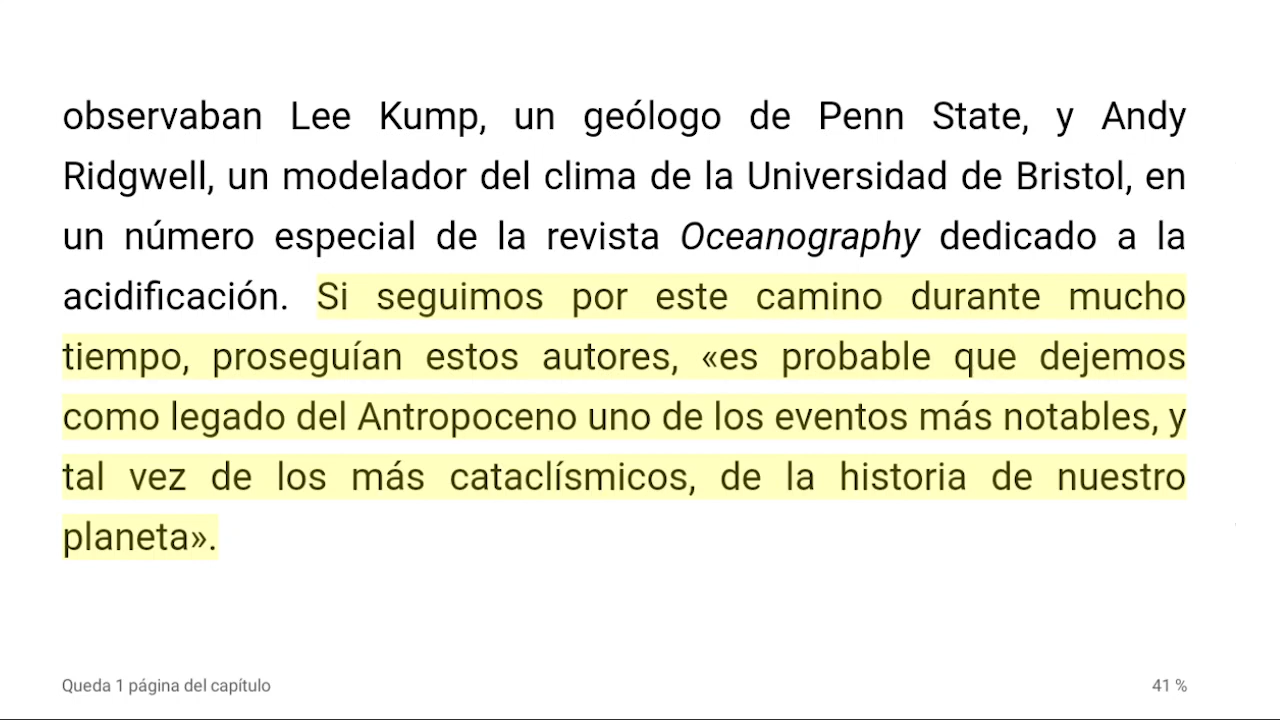 observaban Lee Kump, un geólogo de Penn State, y Andy
Ridgwell, un modelador del clima de la Universidad de Bristol, en
un número especial de la revista Oceanography dedicado a la
acidificación. Si seguimos por este camino durante mucho
tiempo, proseguían estos autores, «es probable que dejemos
como legado del Antropoceno uno de los eventos más notables, y
tal vez de los más cataclísmicos, de la historia de nuestro
planeta».
Queda 1 página del capítulo
41 %